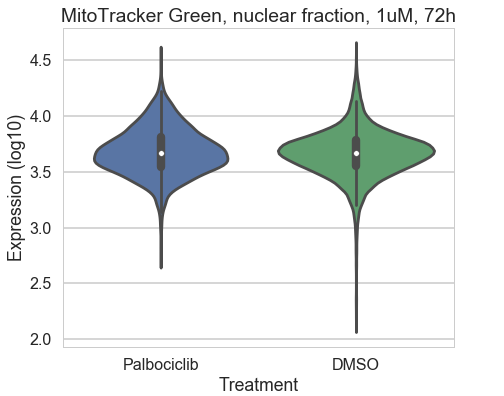 MitoTracker Green, nuclear fraction, 1uM, 72h
Expression (log10)
4.5
4.0
3.5
3.0
2.5
2.0
Palbociclib DMSO
Treatment